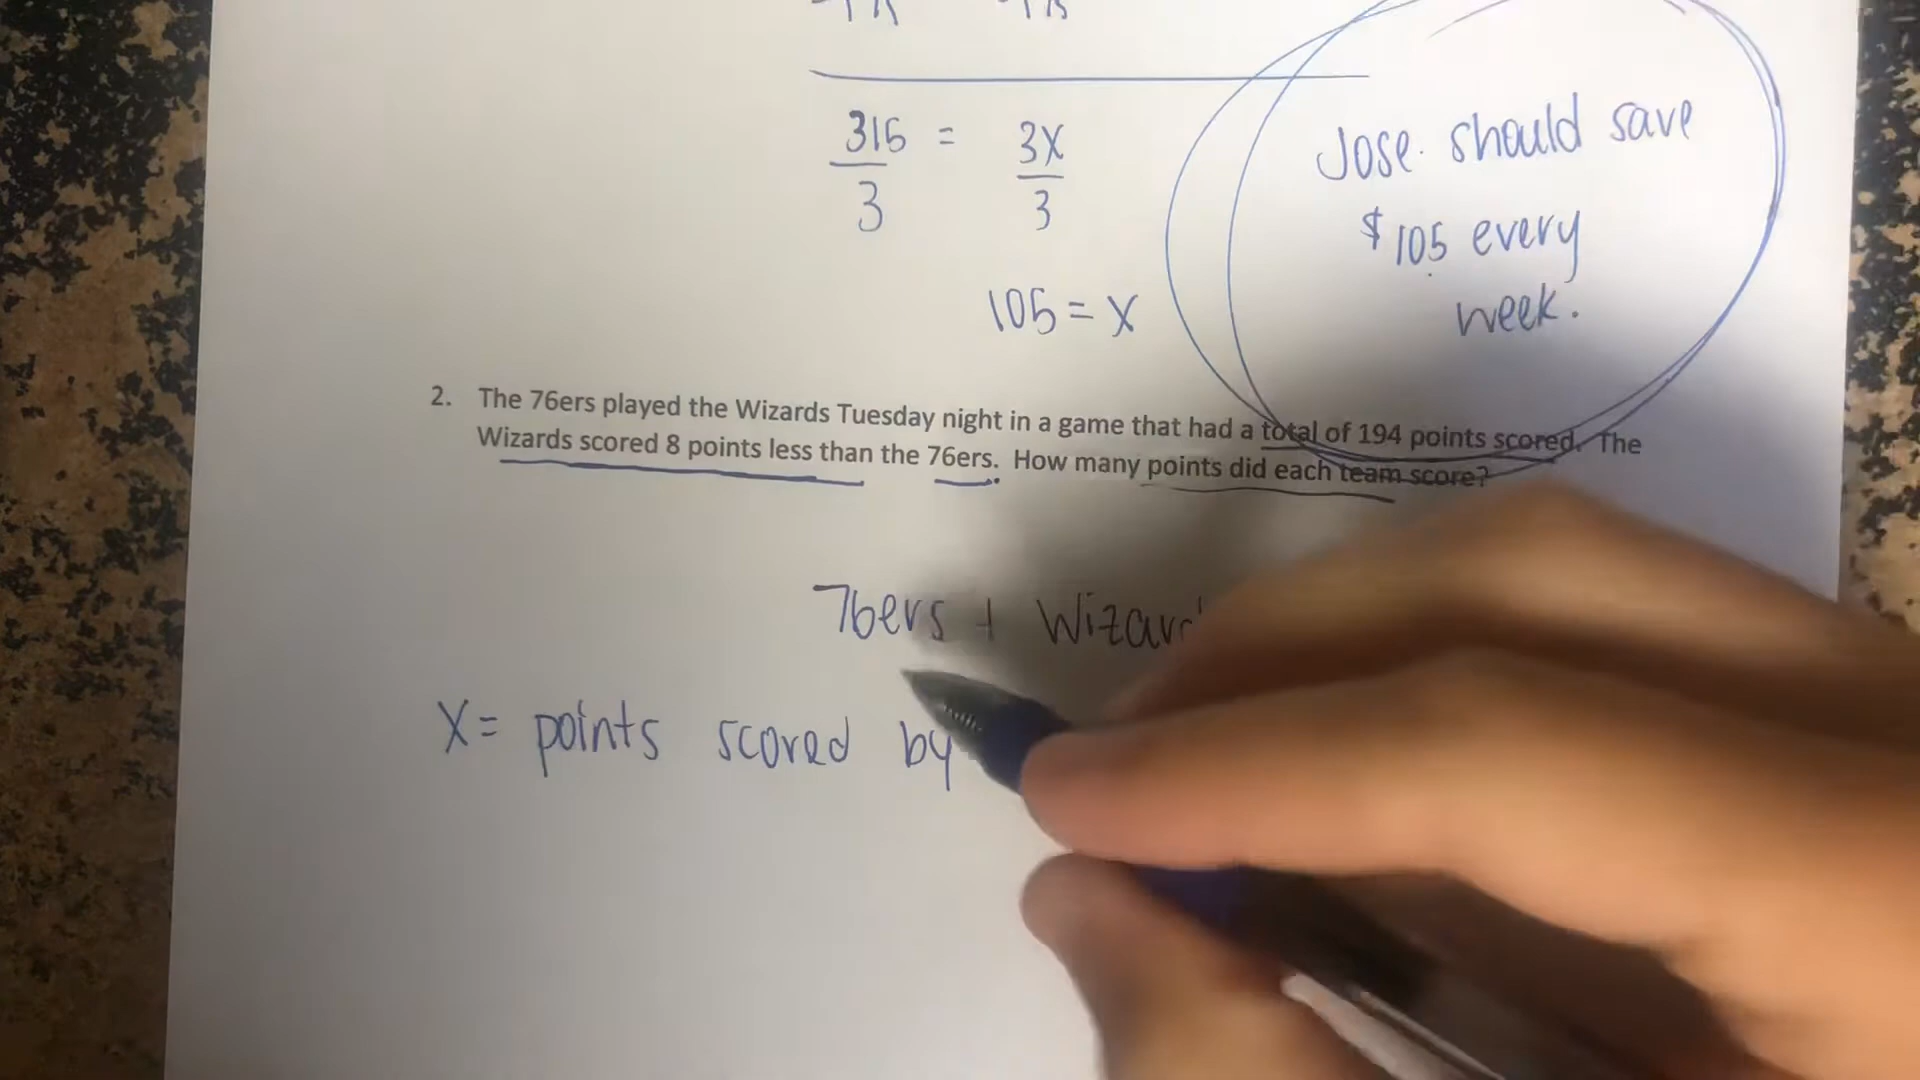 315 = 3X
3 3
105 = X
Jose should save
$105 every
week.
2. The 76ers played the Wizards Tuesday night in a game that had a total of 194 points scored. The
Wizards scored 8 points less than the 76ers. How many points did each team score?
76ers +
X = points scored by